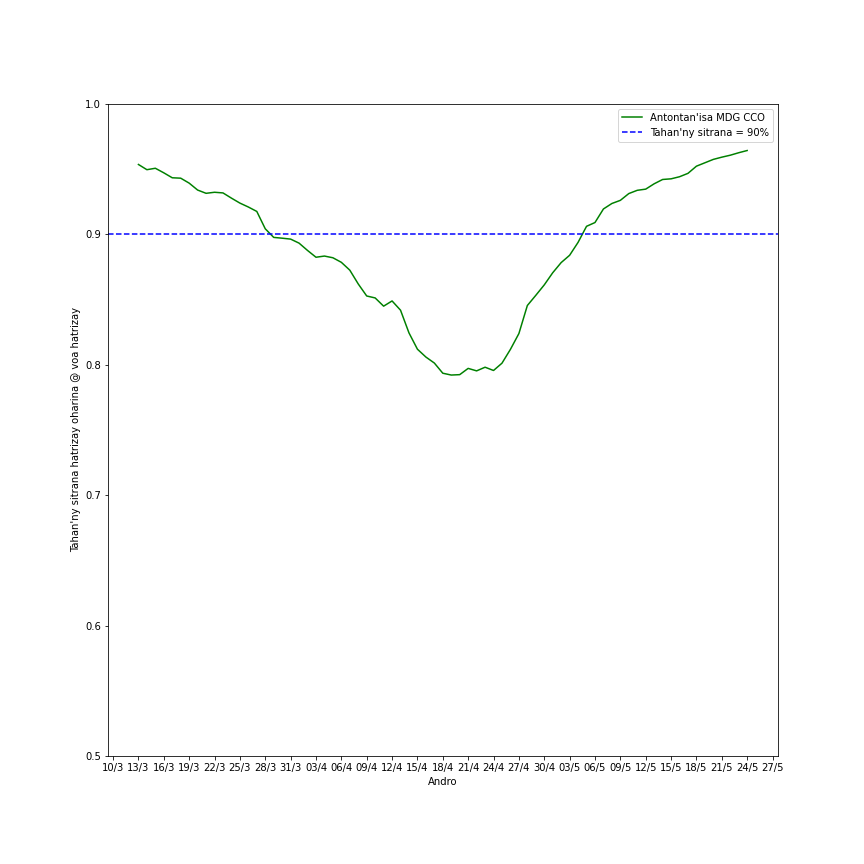 Antontan'isa MDG CCO
Tahan'ny sitrana = 90%
1.0
0.9
0.8
0.7
0.6
0.5
Tahan'ny sitrana hatrizay oharina @ voa hatrizay
10/3 13/3 16/3 19/3 22/3 25/3 28/3 31/3 03/4 06/4 09/4 12/4 15/4 18/4 21/4 24/4 27/4 30/4 03/5 06/5 09/5 12/5 15/5 18/5 21/5 24/5 27/5
Andro